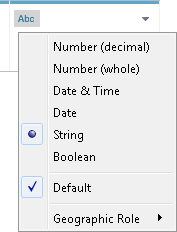 Abc
Number (decimal)
Number (whole)
Date & Time
Date
String
Boolean
Default
Geographic Role